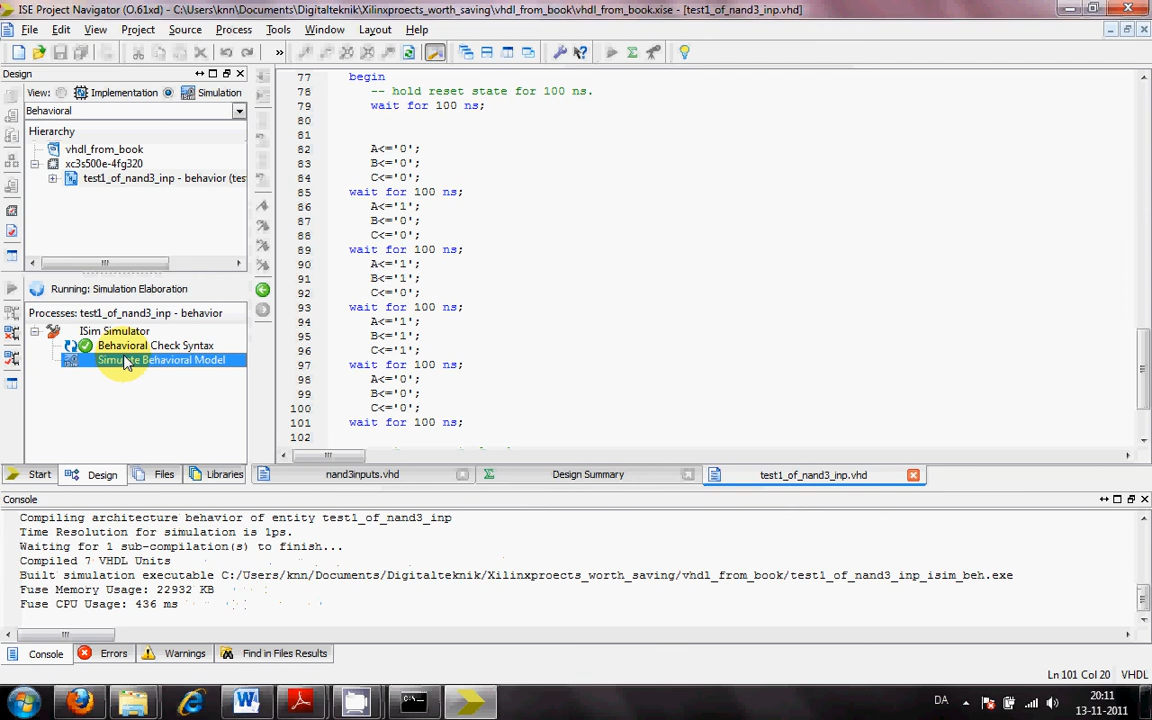 ISE Project Navigator (O.61xd) - C:\Users\knn\Documents\Digitalteknik\Xilinxproects_worth_saving\vhdl_from_book\vhdl_from_book.xise - [test1_of_nand3_inp.vhd]
File Edit View Project Source Process Tools Window Layout Help
Design
View: Implementation Simulation
Behavioral
Hierarchy
vhdl_from_book
xc3s500e-4fg320
test1_of_nand3_inp - behavior (tes
Running: Simulation Elaboration
Processes: test1_of_nand3_inp - behavior
ISim Simulator
Behavioral Check Syntax
Simulate Behavioral Model
Start Design Files Libraries
77 begin
78 -- hold reset state for 100 ns.
79 wait for 100 ns;
80
81
82 A<='0';
83 B<='0';
84 C<='0';
85 wait for 100 ns;
86 A<='1';
87 B<='0';
88 C<='0';
89 wait for 100 ns;
90 A<='1';
91 B<='1';
92 C<='0';
93 wait for 100 ns;
94 A<='1';
95 B<='1';
96 C<='1';
97 wait for 100 ns;
98 A<='0';
99 B<='0';
100 C<='0';
101 wait for 100 ns;
102
nand3inputs.vhd Design Summary test1_of_nand3_inp.vhd
Console
Compiling architecture behavior of entity test1_of_nand3_inp
Time Resolution for simulation is 1ps.
Waiting for 1 sub-compilation(s) to finish...
Compiled 7 VHDL Units
Built simulation executable C:/Users/knn/Documents/Digitalteknik/Xilinxproects_worth_saving/vhdl_from_book/test1_of_nand3_inp_isim_beh.exe
Fuse Memory Usage: 22932 KB
Fuse CPU Usage: 436 ms
Console Errors Warnings Find in Files Results
Ln 101 Col 20 VHDL
DA
20:11
13-11-2011